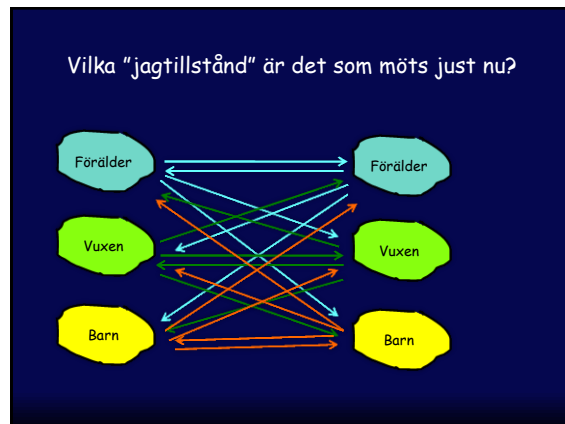 Vilka ”jagtillstånd” är det som möts just nu?
Förälder
Förälder
Vuxen
Vuxen
Barn
Barn